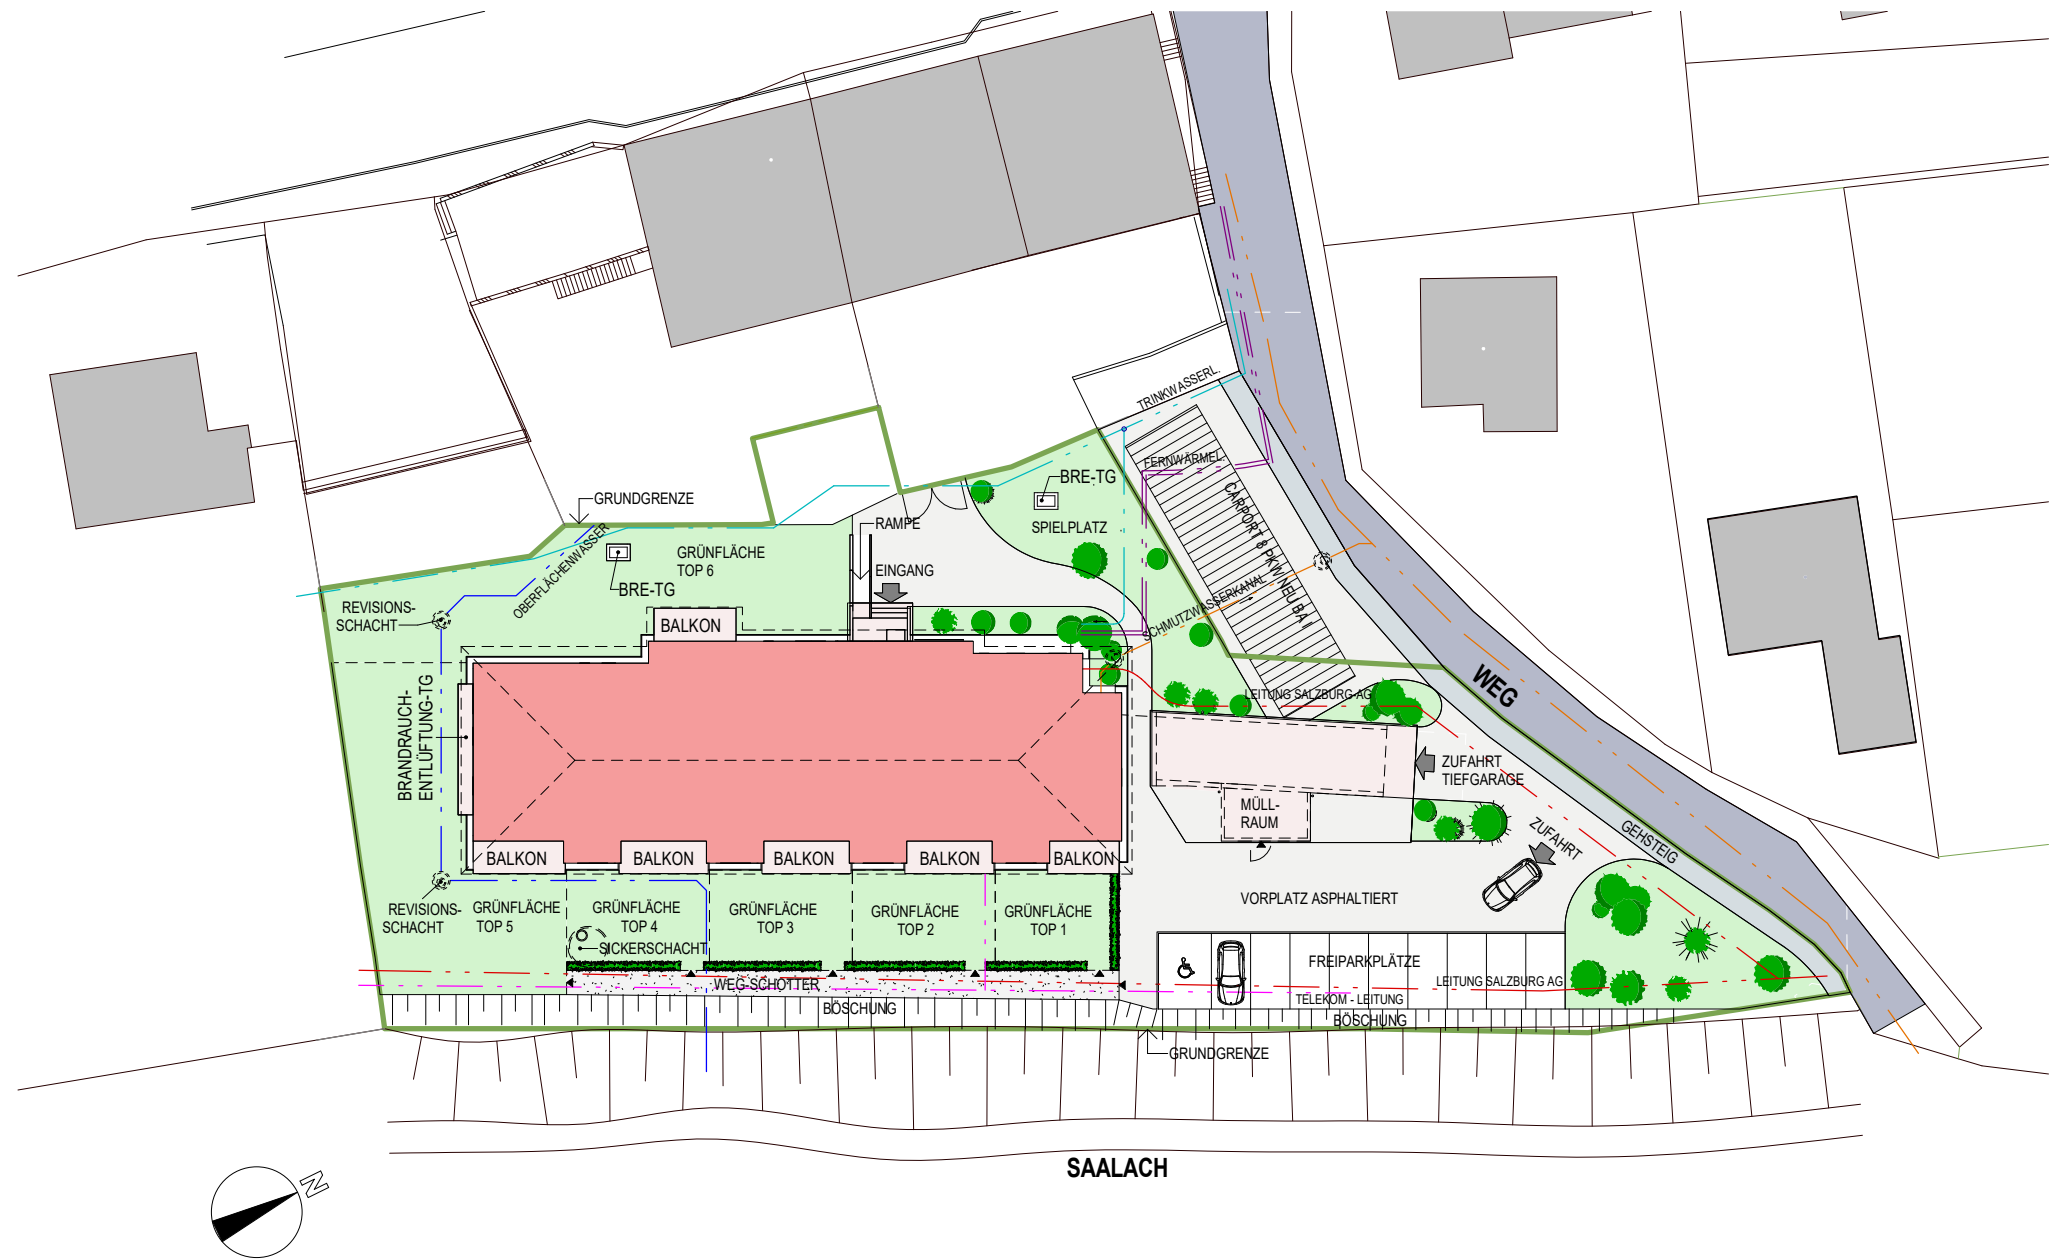 TRINKWASSERL.
FERNWÄRMEL.
BRE-TG
GRUNDGRENZE
CARPORT 8 PKW NEUBAU
RAMPE
SPIELPLATZ
OBERFLÄCHENWASSER
GRÜNFLÄCHE
TOP 6
EINGANG
BRE-TG
REVISIONS-
SCHACHT
SCHMUTZWASSERKANAL
BALKON
WEG
LEITUNG SALZBURG-AG
BRANDRAUCH-
ENTLÜFTUNG-TG
ZUFAHRT
TIEFGARAGE
MÜLL-
RAUM
ZUFAHRT
GEHSTEIG
BALKON
BALKON
BALKON
BALKON
BALKON
VORPLATZ ASPHALTIERT
REVISIONS-
SCHACHT
GRÜNFLÄCHE
TOP 5
GRÜNFLÄCHE
TOP 4
GRÜNFLÄCHE
TOP 3
GRÜNFLÄCHE
TOP 2
GRÜNFLÄCHE
TOP 1
SICKERSCHACHT
FREIPARKPLÄTZE
WEG-SCHOTTER
LEITUNG SALZBURG AG
TELEKOM - LEITUNG
BÖSCHUNG
BÖSCHUNG
GRUNDGRENZE
SAALACH
N